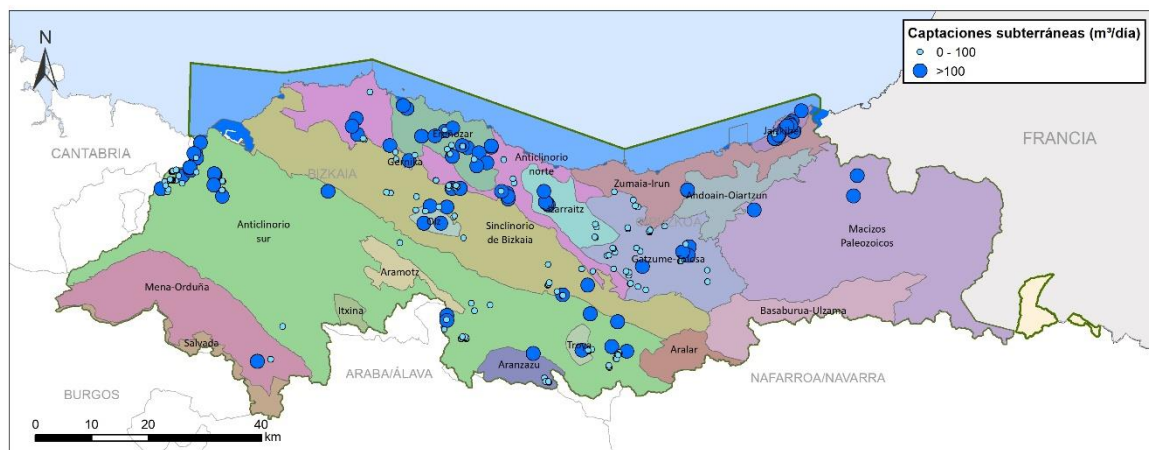 Captaciones subterráneas (m³/día)
0 - 100
>100
N
FRANCIA
CANTABRIA
BIZKAIA
Gernika
Anticlinorio
norte
Zumaia-Irun
Andoain-Oiartzun
Jaizkibel
Anticlinorio
sur
Oiz
Sinclinorio
de Bizkaia
Macizos
Paleozoicos
Gatzume-Tolosa
Aramotz
Mena-Orduña
Itxina
Basaburua-Ulzama
Salvada
Troya
Aralar
Aranzazu
ARABA/ÁLAVA
NAFARROA/NAVARRA
BURGOS
0 10 20 40
km